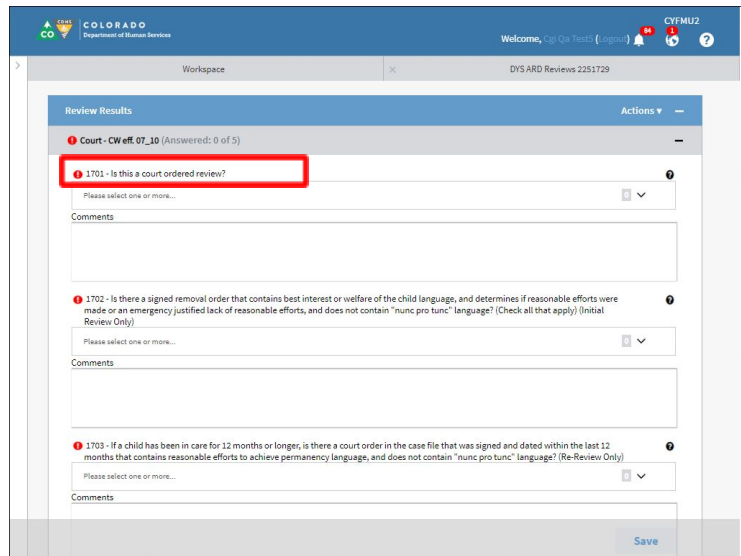 CDHS
CO
COLORADO
Department of Human Services
CYFMU2
Welcome, Cgi Qa Test5 (Logout)
84
1
?
>
Workspace
×
DYS ARD Reviews 2251729
Review Results
Actions ▾ —
! Court - CW eff. 07_10 (Answered: 0 of 5)
! 1701 - Is this a court ordered review?
?
Please select one or more...
0
Comments
! 1702 - Is there a signed removal order that contains best interest or welfare of the child language, and determines if reasonable efforts were
made or an emergency justified lack of reasonable efforts, and does not contain "nunc pro tunc" language? (Check all that apply) (Initial
Review Only)
?
Please select one or more...
0
Comments
! 1703 - If a child has been in care for 12 months or longer, is there a court order in the case file that was signed and dated within the last 12
months that contains reasonable efforts to achieve permanency language, and does not contain "nunc pro tunc" language? (Re-Review Only)
?
Please select one or more...
0
Comments
Save